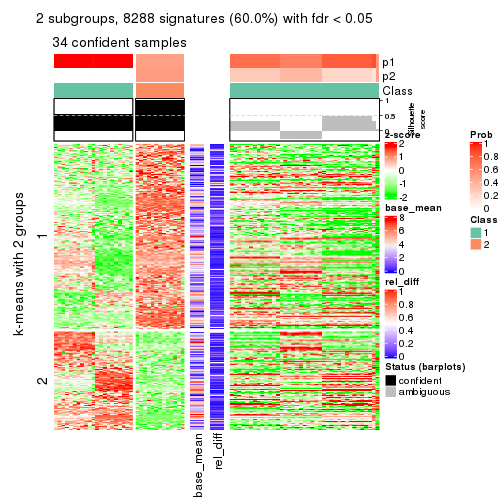 2 subgroups, 8288 signatures (60.0%) with fdr < 0.05
34 confident samples
p1
p2
Class
1
0.5
0
Silhouette
score
k-means with 2 groups
1
2
base_mean
rel_diff
z-score
2
1
0
-1
-2
base_mean
8
6
4
2
0
rel_diff
1
0.8
0.6
0.4
0.2
0
Status (barplots)
confident
ambiguous
Prob
1
0.8
0.6
0.4
0.2
0
Class
1
2